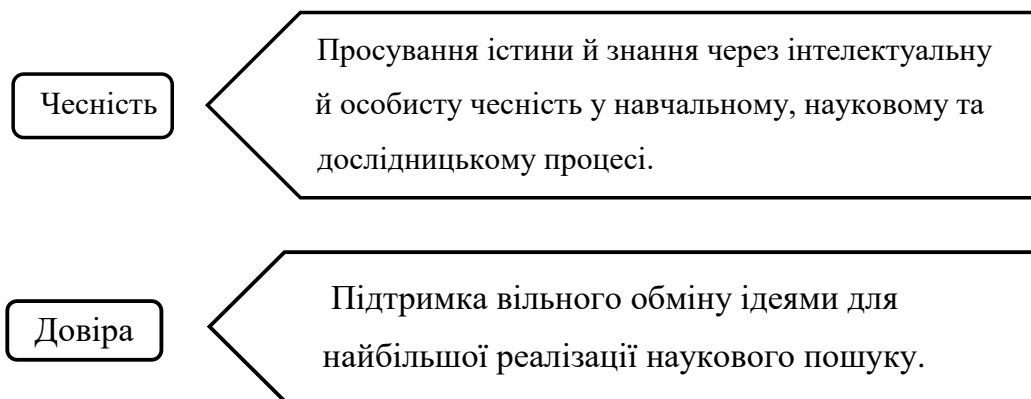 Чесність
Просування істини й знання через інтелектуальну
й особисту чесність у навчальному, науковому та
дослідницькому процесі.
Довіра
Підтримка вільного обміну ідеями для
найбільшої реалізації наукового пошуку.